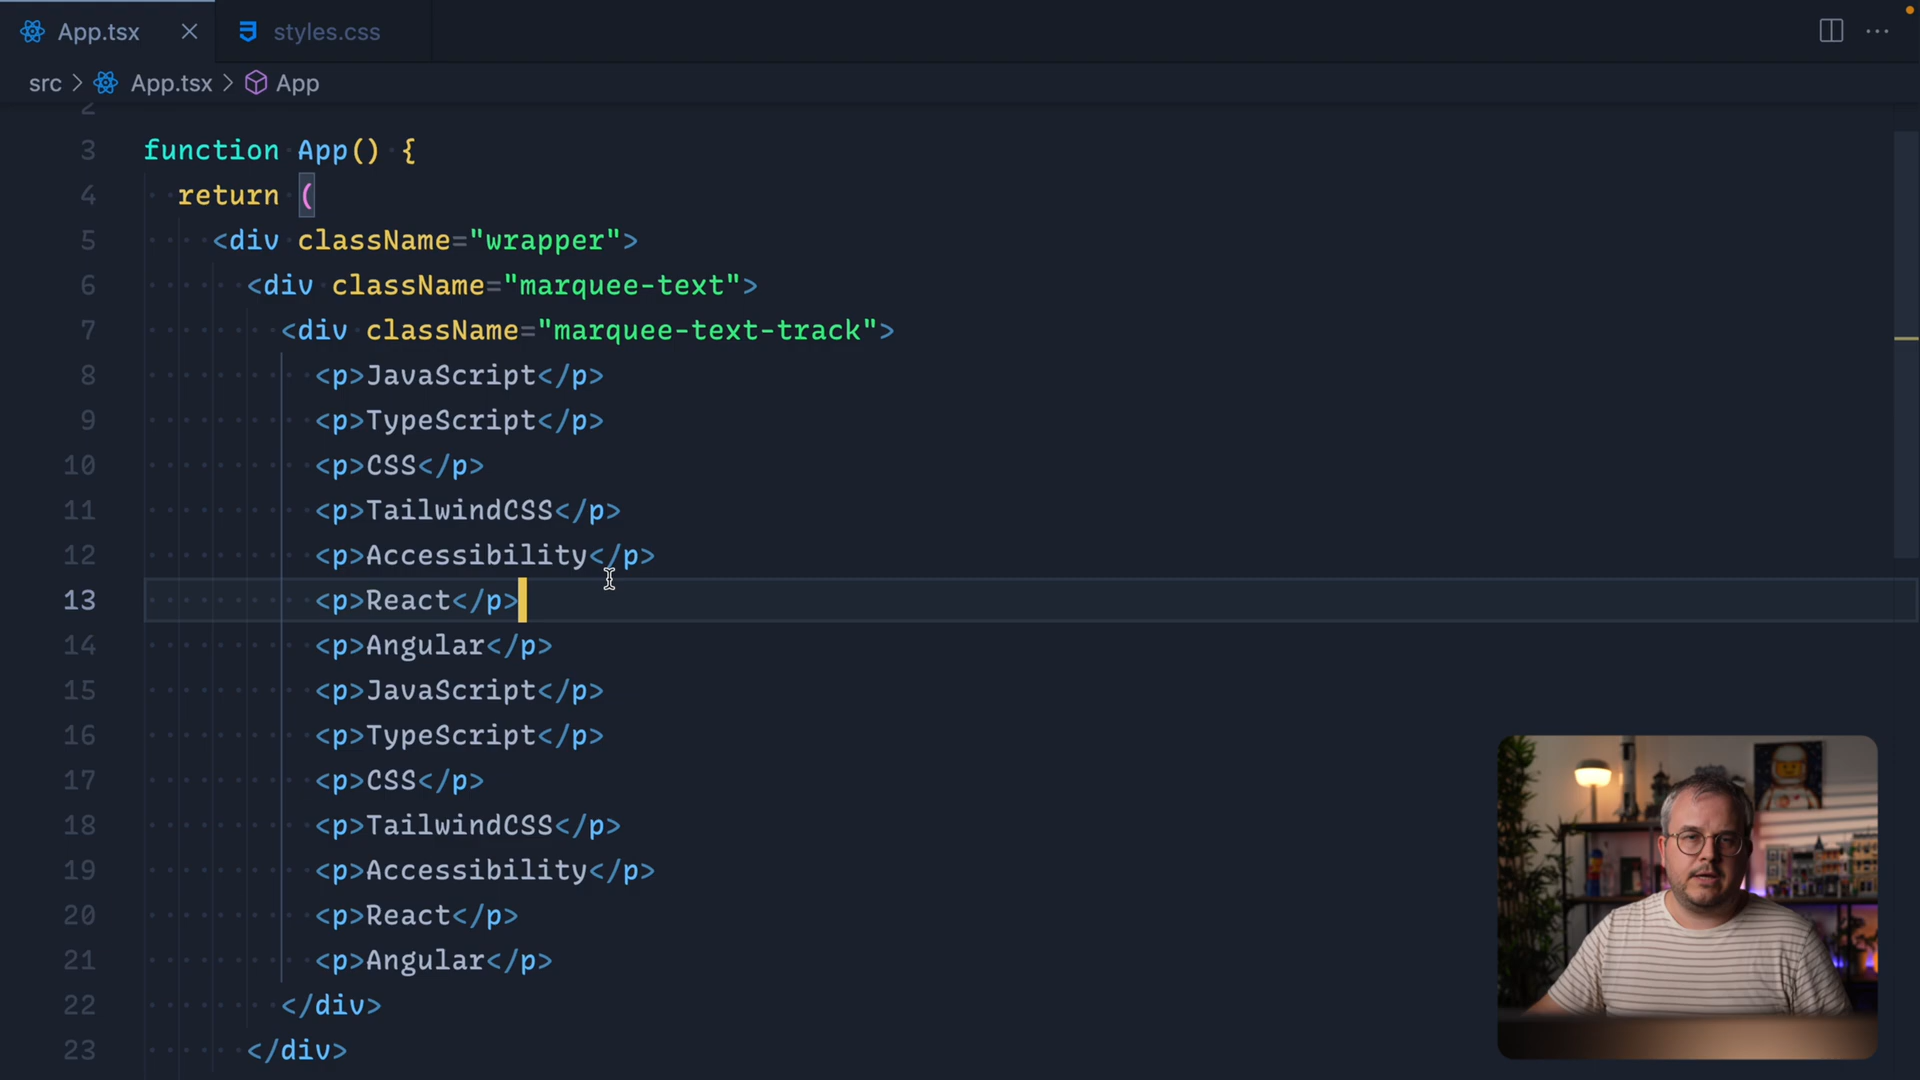 App.tsx
styles.css
src > App.tsx > App
2
3 function App() {
4 return (
5 <div className="wrapper">
6 <div className="marquee-text">
7 <div className="marquee-text-track">
8 <p>JavaScript</p>
9 <p>TypeScript</p>
10 <p>CSS</p>
11 <p>TailwindCSS</p>
12 <p>Accessibility</p>
13 <p>React</p>
14 <p>Angular</p>
15 <p>JavaScript</p>
16 <p>TypeScript</p>
17 <p>CSS</p>
18 <p>TailwindCSS</p>
19 <p>Accessibility</p>
20 <p>React</p>
21 <p>Angular</p>
22 </div>
23 </div>